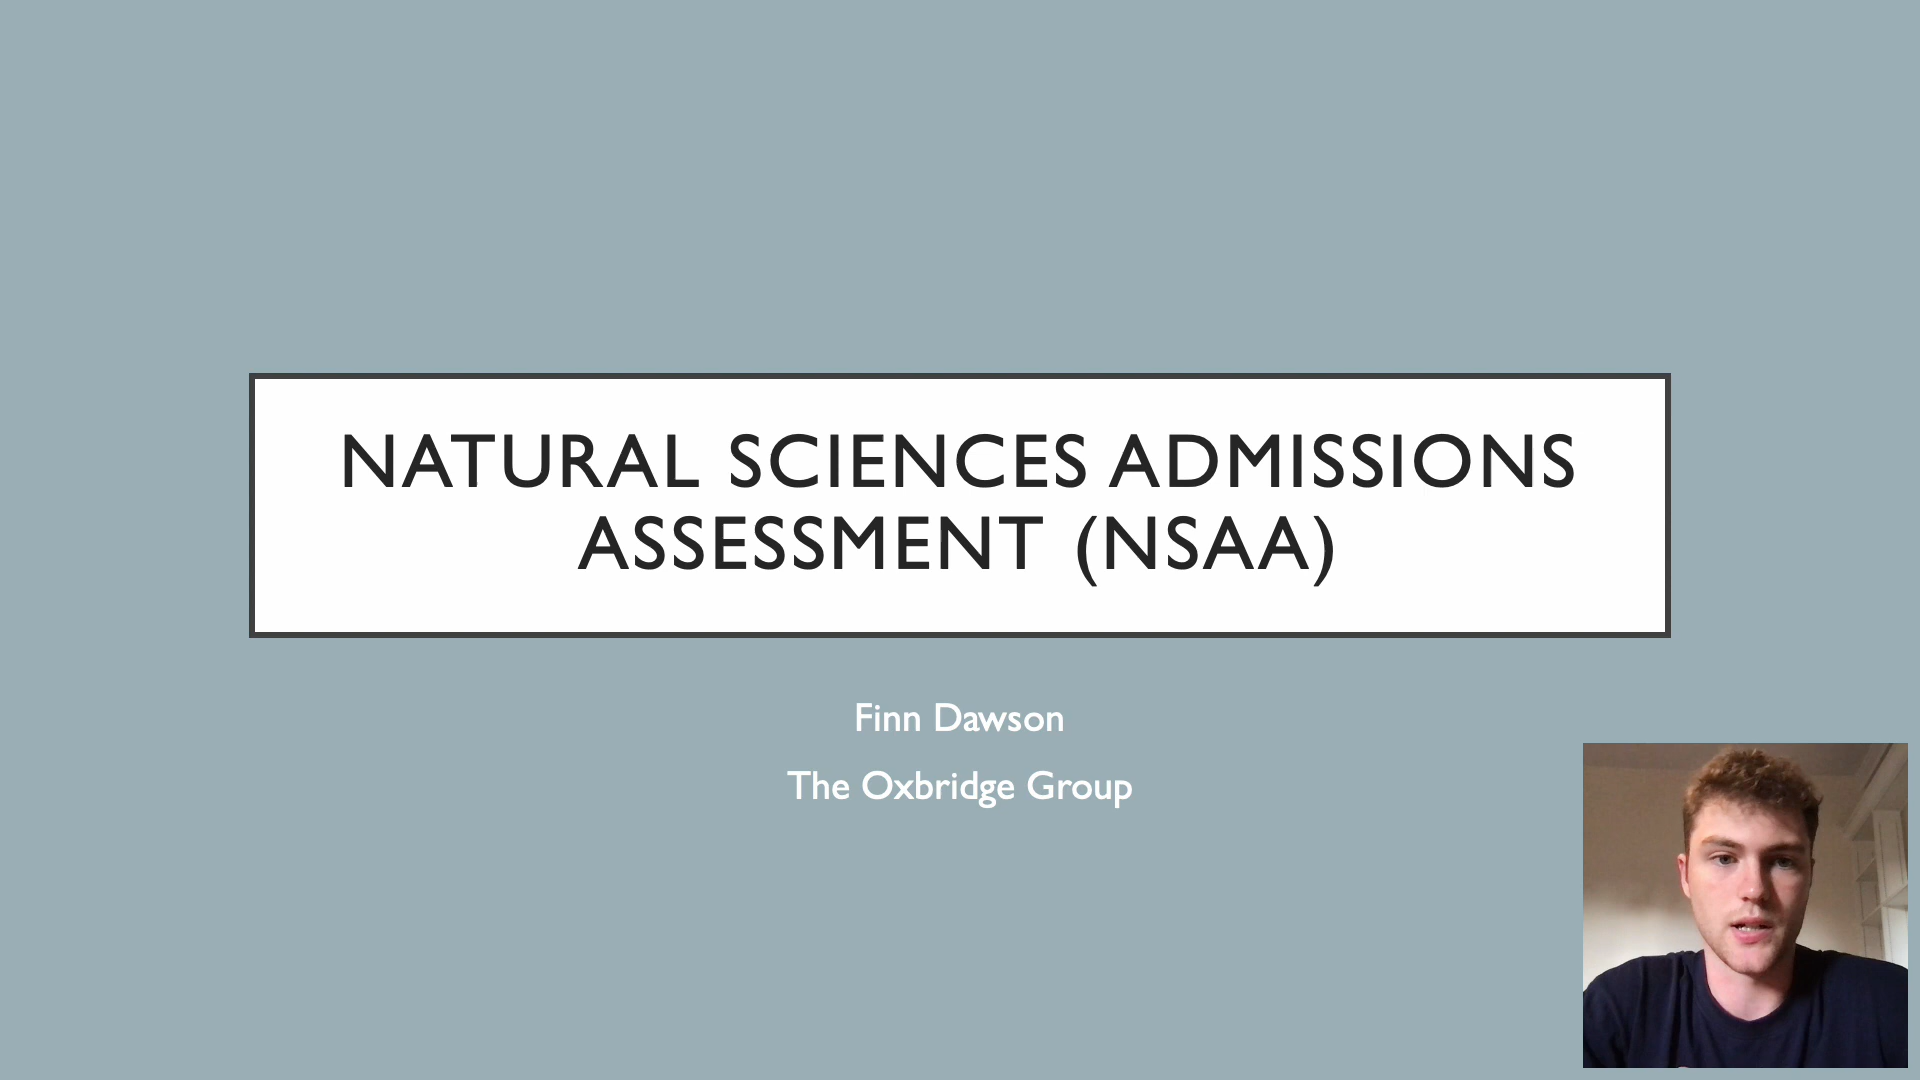 NATURAL SCIENCES ADMISSIONS
ASSESSMENT (NSAA)
Finn Dawson
The Oxbridge Group